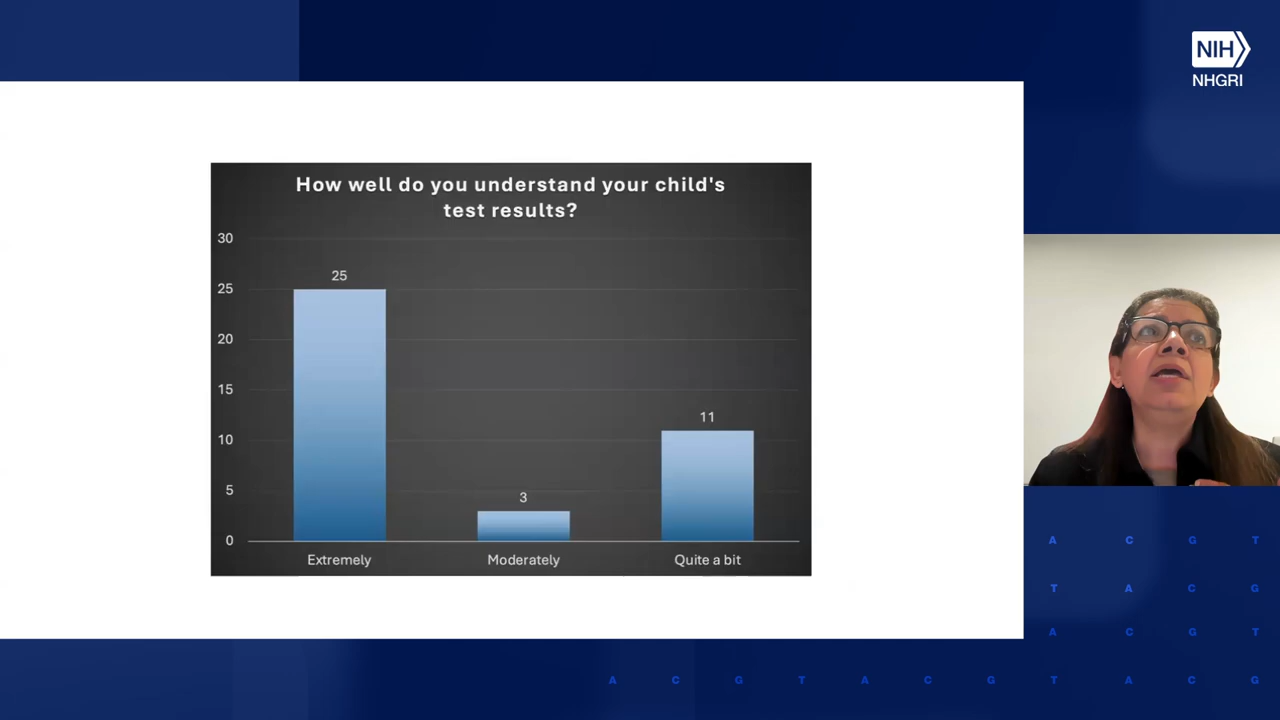 NIH
NHGRI
How well do you understand your child's
test results?
30
25
20
15
10
5
0
25
3
11
Extremely
Moderately
Quite a bit
A C G T
T A C G
A C G T
A C G T A C G T A C G